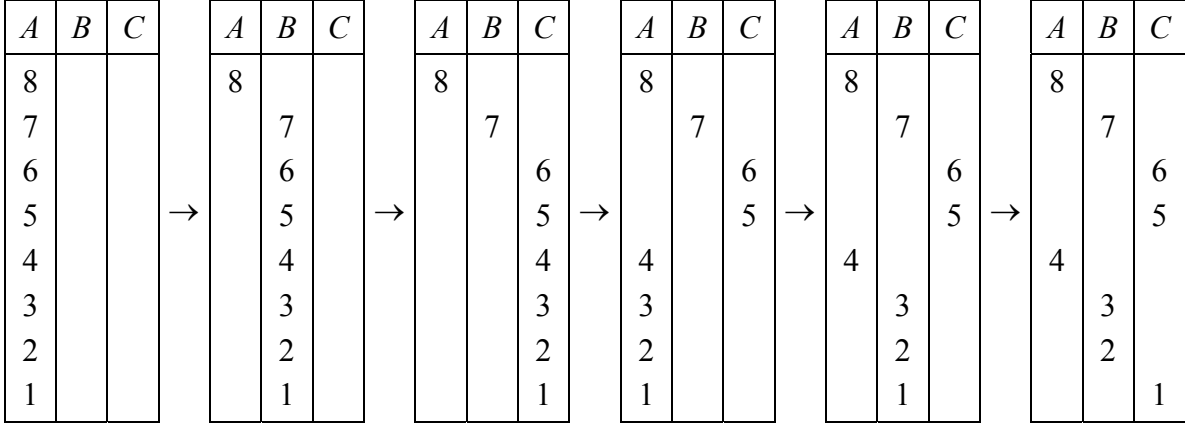 A B C A B C A B C A B C A B C A B C
8 8 8 8 8 8
7 7 7 7 7 7
6 6 6 6 6 6
5 → 5 → 5 → 5 → 5 → 5
4 4 4 4 4 4
3 3 3 3 3 3
2 2 2 2 2 2
1 1 1 1 1 1